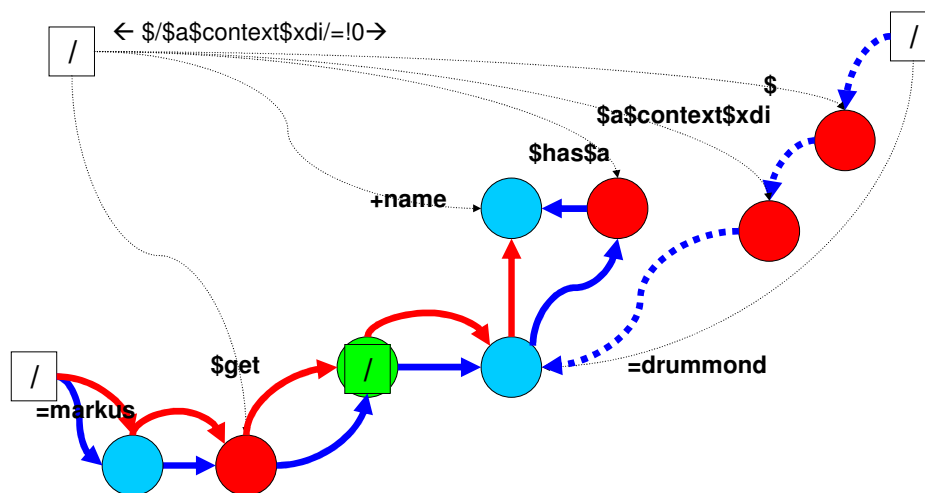 ← $/$a$context$xdi/=!0→
/
/
$
$a$context$xdi
$has$a
+name
$get
/
=drummond
/
=markus